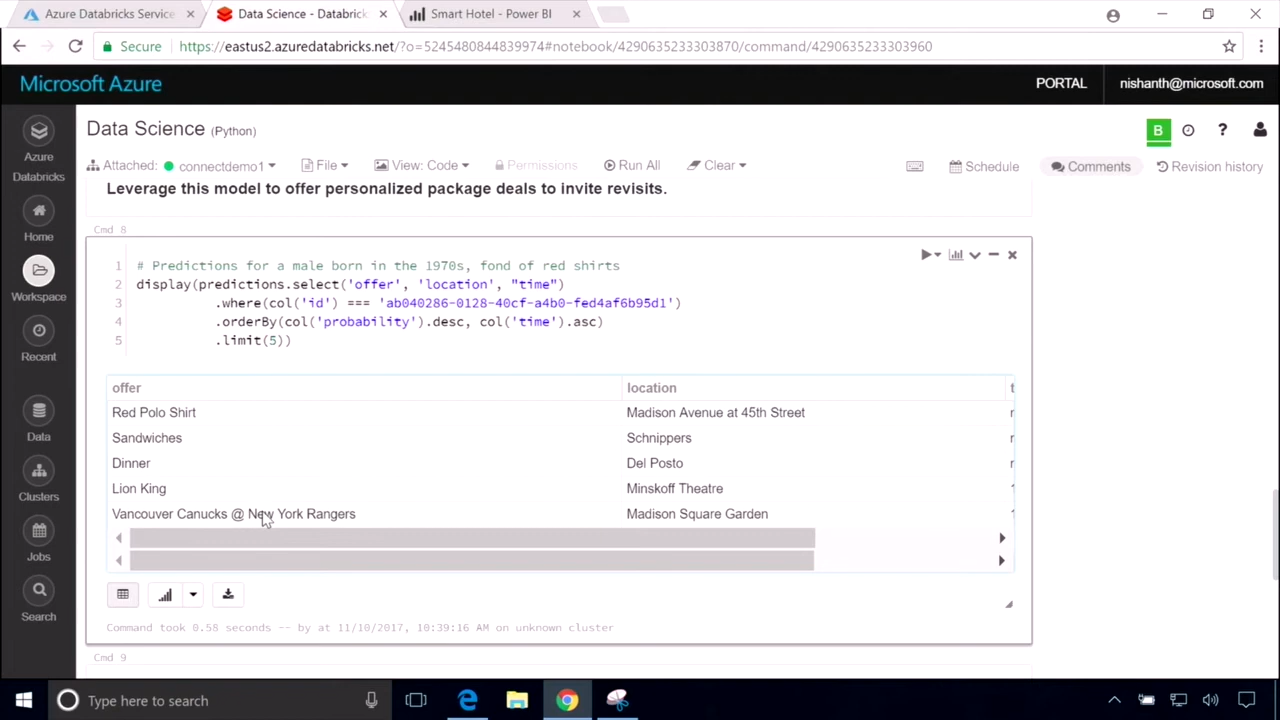 Azure Databricks Service
Data Science - Databricks
Smart Hotel - Power BI
Secure
https://eastus2.azuredatabricks.net/?o=5245480844839974#notebook/4290635233303870/command/4290635233303960
Microsoft Azure
PORTAL
nishanth@microsoft.com
Azure
Databricks
Home
Workspace
Recent
Data
Clusters
Jobs
Search
Data Science (Python)
B
?
Attached: connectdemo1
File
View: Code
Permissions
Run All
Clear
Schedule
Comments
Revision history
Leverage this model to offer personalized package deals to invite revisits.
Cmd 8
1 # Predictions for a male born in the 1970s, fond of red shirts
2 display(predictions.select('offer', 'location', "time")
3 .where(col('id') === 'ab040286-0128-40cf-a4b0-fed4af6b95d1')
4 .orderBy(col('probability').desc, col('time').asc)
5 .limit(5))
offer location t
Red Polo Shirt Madison Avenue at 45th Street
Sandwiches Schnippers
Dinner Del Posto
Lion King Minskoff Theatre
Vancouver Canucks @ New York Rangers Madison Square Garden
Command took 0.58 seconds -- by at 11/10/2017, 10:39:16 AM on unknown cluster
Cmd 9
Type here to search